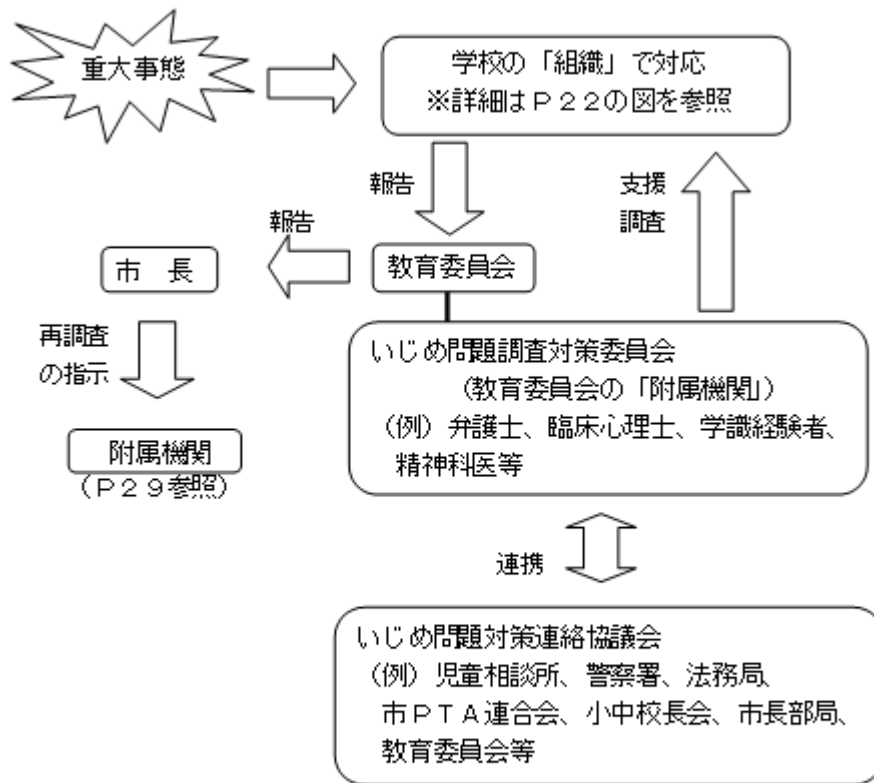 重大事態
学校の「組織」で対応
※詳細はP22の図を参照
報告
支援
調査
報告
教育委員会
市　長
再調査
の指示
いじめ問題調査対策委員会
（教育委員会の「附属機関」）
（例）弁護士、臨床心理士、学識経験者、
精神科医等
附属機関
（P29参照）
連携
いじめ問題対策連絡協議会
（例）児童相談所、警察署、法務局、
市PTA連合会、小中校長会、市長部局、
教育委員会等